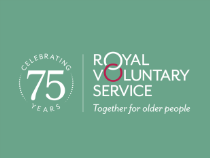 CELEBRATING
75
YEARS
ROYAL
VOLUNTARY
SERVICE
Together for older people